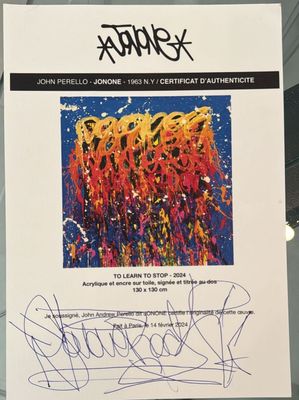 *JONONE*
JOHN PERELLO - JONONE - 1963 N.Y / CERTIFICAT D'AUTHENTICITE
TO LEARN TO STOP - 2024
Acrylique et encre sur toile, signée et titrée au dos
130 x 130 cm
Je soussigné, John Andrew Perello dit JONONE certifie l'originalité de cette œuvre.
Fait à Paris, le 14 février 2024